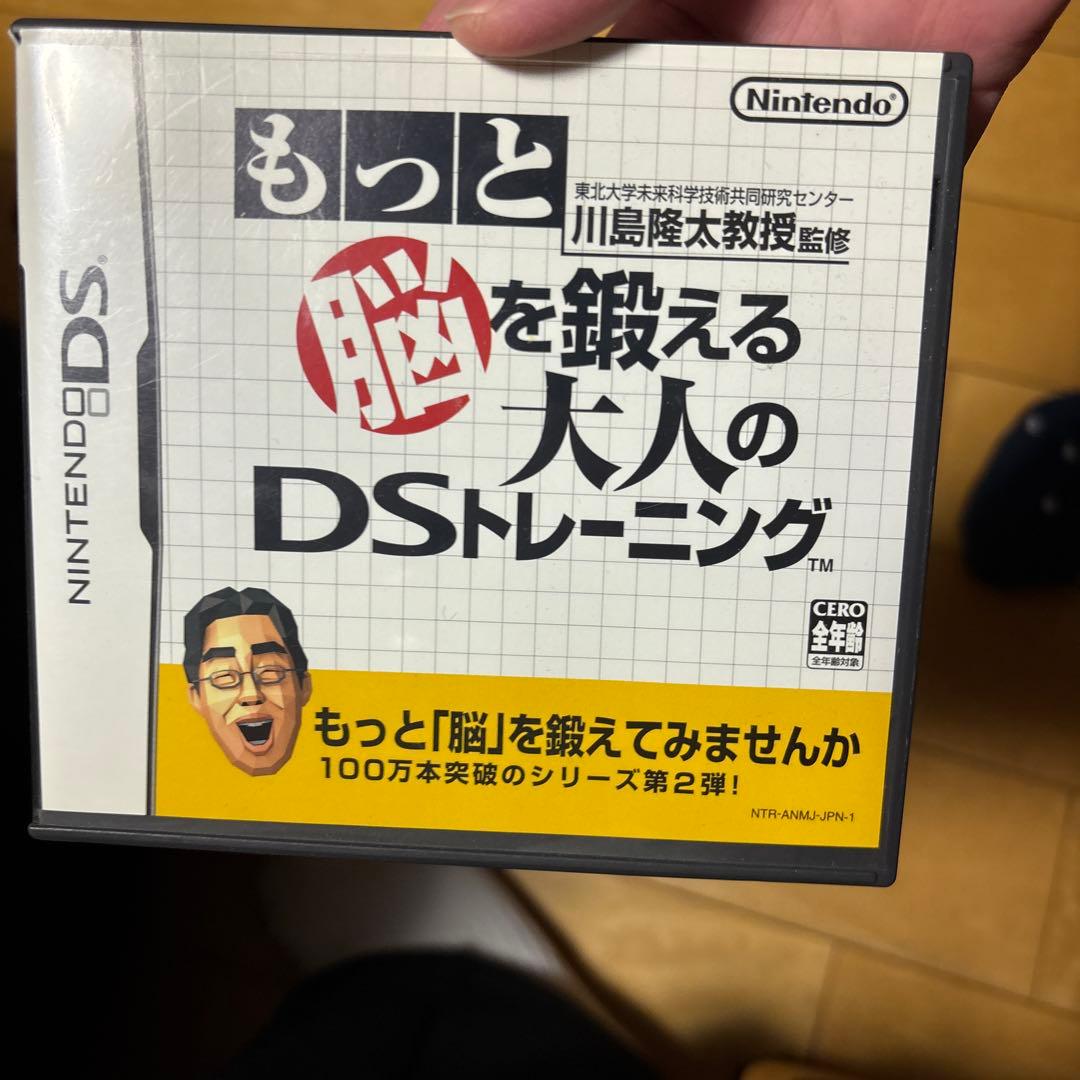 Nintendo®
もっと
東北大学未来科学技術共同研究センター
川島隆太教授監修
脳を鍛える
大人の
DSトレーニング™
NINTENDO DS®
CERO
全年齢
全年齢対象
もっと「脳」を鍛えてみませんか
100万本突破のシリーズ第2弾!
NTR-ANMJ-JPN-1